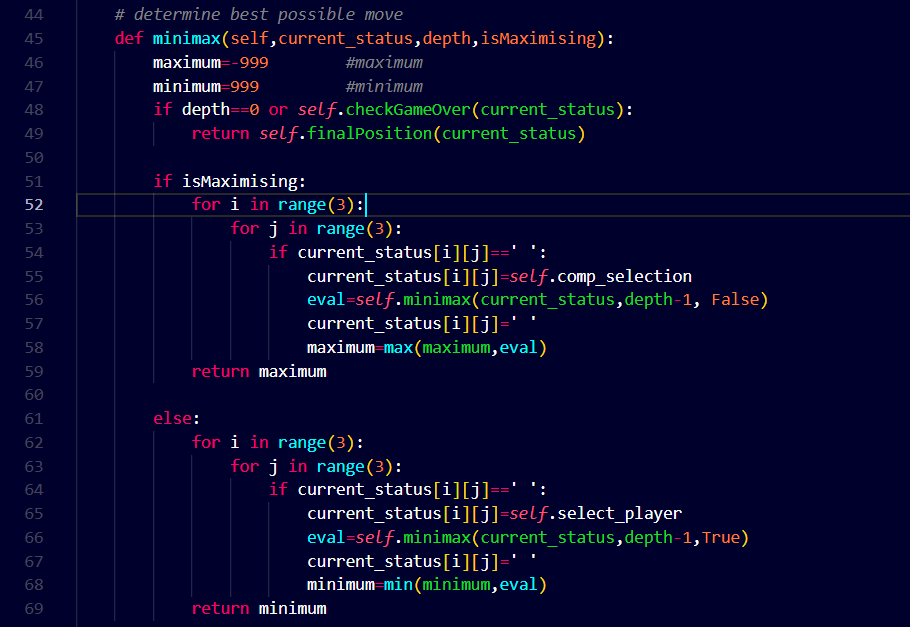 44 # determine best possible move
45 def minimax(self,current_status,depth,isMaximising):
46 maximum=-999 #maximum
47 minimum=999 #minimum
48 if depth==0 or self.checkGameOver(current_status):
49 return self.finalPosition(current_status)
50
51 if isMaximising:
52 for i in range(3):
53 for j in range(3):
54 if current_status[i][j]==' ':
55 current_status[i][j]=self.comp_selection
56 eval=self.minimax(current_status,depth-1, False)
57 current_status[i][j]=' '
58 maximum=max(maximum,eval)
59 return maximum
60
61 else:
62 for i in range(3):
63 for j in range(3):
64 if current_status[i][j]==' ':
65 current_status[i][j]=self.select_player
66 eval=self.minimax(current_status,depth-1,True)
67 current_status[i][j]=' '
68 minimum=min(minimum,eval)
69 return minimum